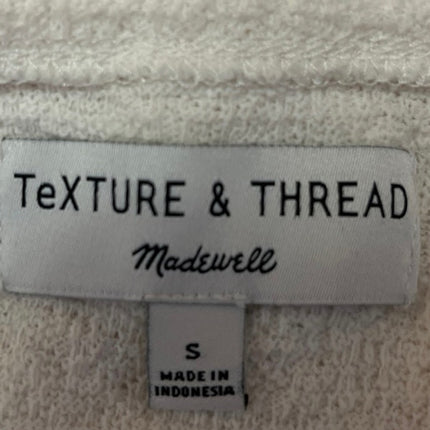 TeXTURE & THREAD
Madewell
S
MADE IN
INDONESIA